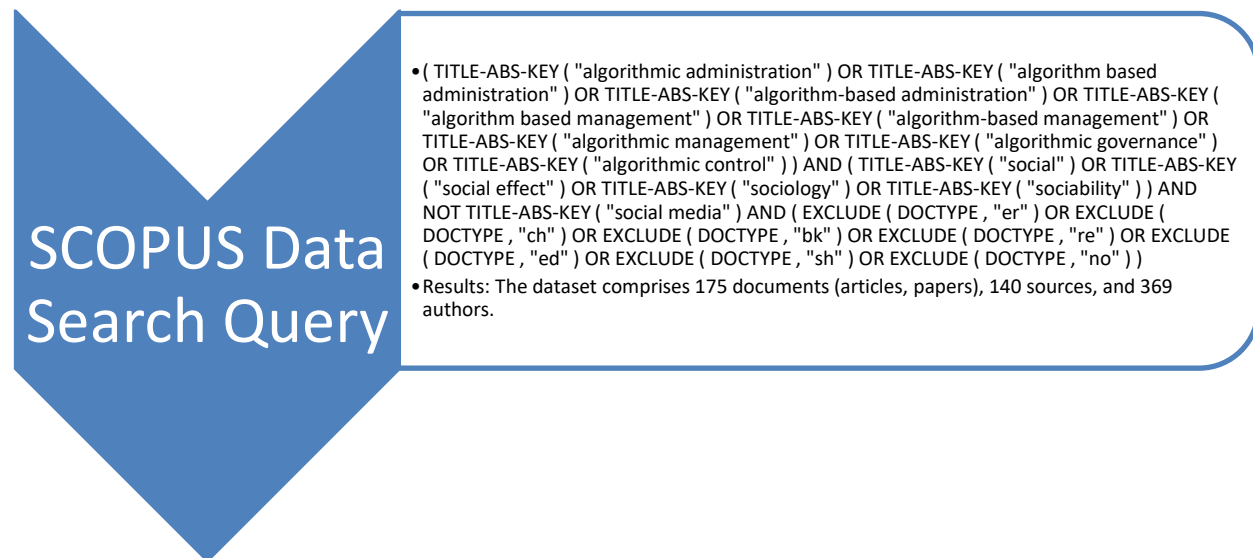 SCOPUS Data
Search Query
•( TITLE-ABS-KEY ( "algorithmic administration" ) OR TITLE-ABS-KEY ( "algorithm based
administration" ) OR TITLE-ABS-KEY ( "algorithm-based administration" ) OR TITLE-ABS-KEY (
"algorithm based management" ) OR TITLE-ABS-KEY ( "algorithm-based management" ) OR
TITLE-ABS-KEY ( "algorithmic management" ) OR TITLE-ABS-KEY ( "algorithmic governance" )
OR TITLE-ABS-KEY ( "algorithmic control" ) ) AND ( TITLE-ABS-KEY ( "social" ) OR TITLE-ABS-KEY
( "social effect" ) OR TITLE-ABS-KEY ( "sociology" ) OR TITLE-ABS-KEY ( "sociability" ) ) AND
NOT TITLE-ABS-KEY ( "social media" ) AND ( EXCLUDE ( DOCTYPE , "er" ) OR EXCLUDE (
DOCTYPE , "ch" ) OR EXCLUDE ( DOCTYPE , "bk" ) OR EXCLUDE ( DOCTYPE , "re" ) OR EXCLUDE
( DOCTYPE , "ed" ) OR EXCLUDE ( DOCTYPE , "sh" ) OR EXCLUDE ( DOCTYPE , "no" ) )
•Results: The dataset comprises 175 documents (articles, papers), 140 sources, and 369
authors.